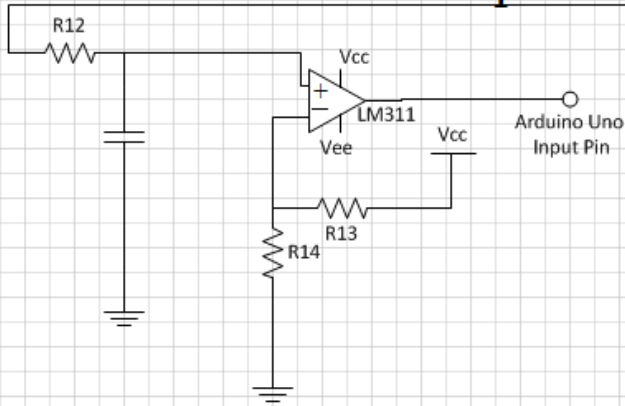 R12
Vcc
+
−
LM311
Vee
Arduino Uno
Input Pin
Vcc
R13
R14